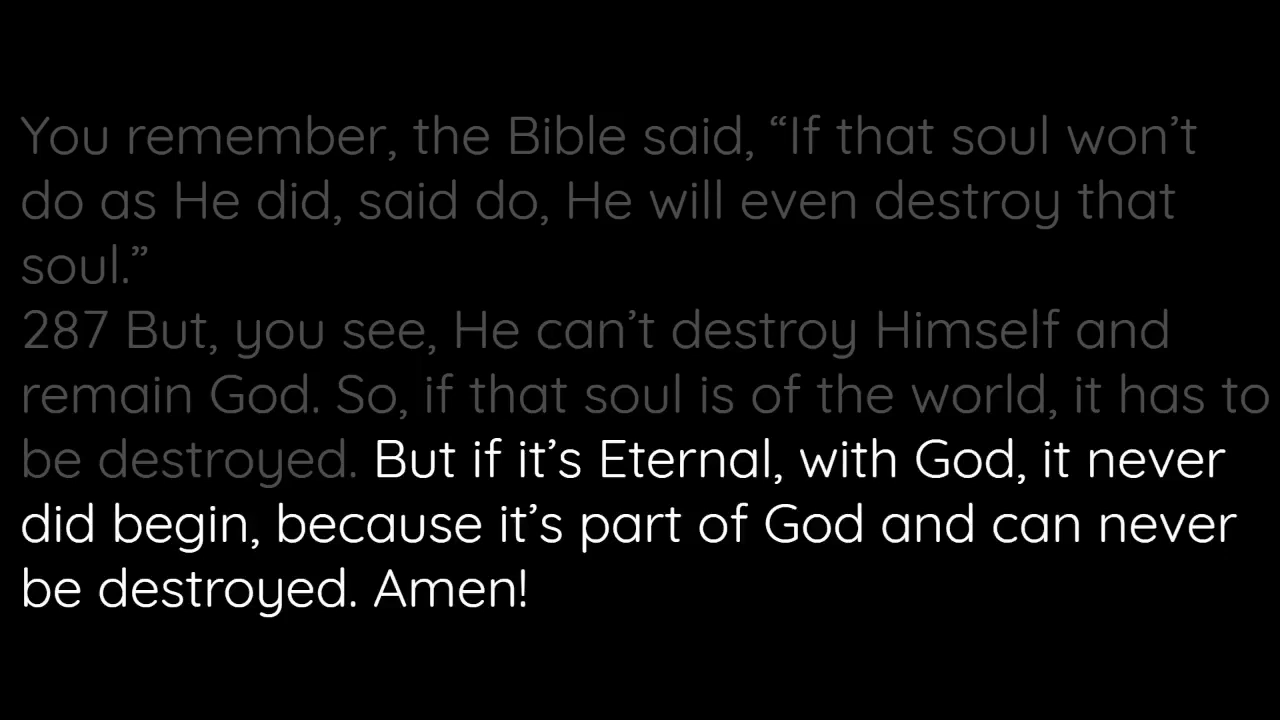 You remember, the Bible said, “If that soul won’t
do as He did, said do, He will even destroy that
soul.”
287 But, you see, He can’t destroy Himself and
remain God. So, if that soul is of the world, it has to
be destroyed. But if it’s Eternal, with God, it never
did begin, because it’s part of God and can never
be destroyed. Amen!